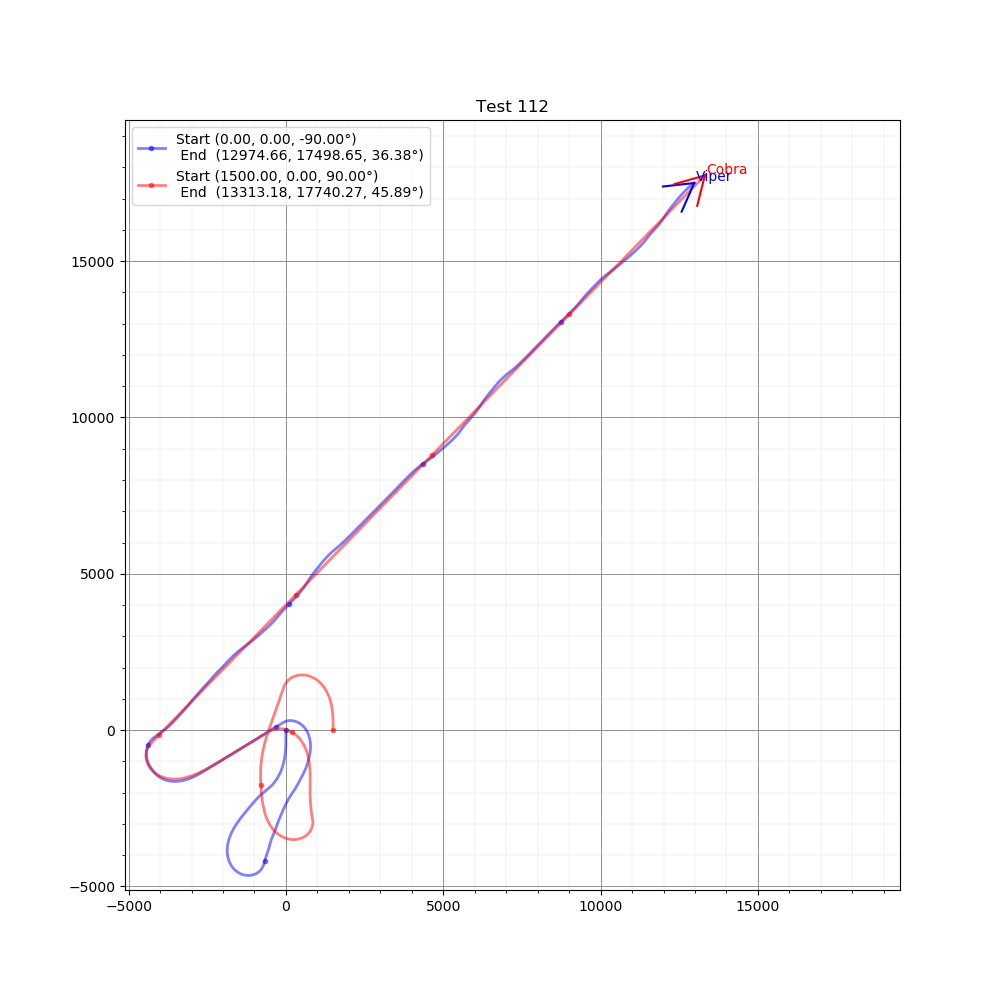 Test 112
Start (0.00, 0.00, -90.00°)
End  (12974.66, 17498.65, 36.38°)
Start (1500.00, 0.00, 90.00°)
End  (13313.18, 17740.27, 45.89°)
Cobra
Viper
15000
10000
5000
0
−5000
−5000
0
5000
10000
15000